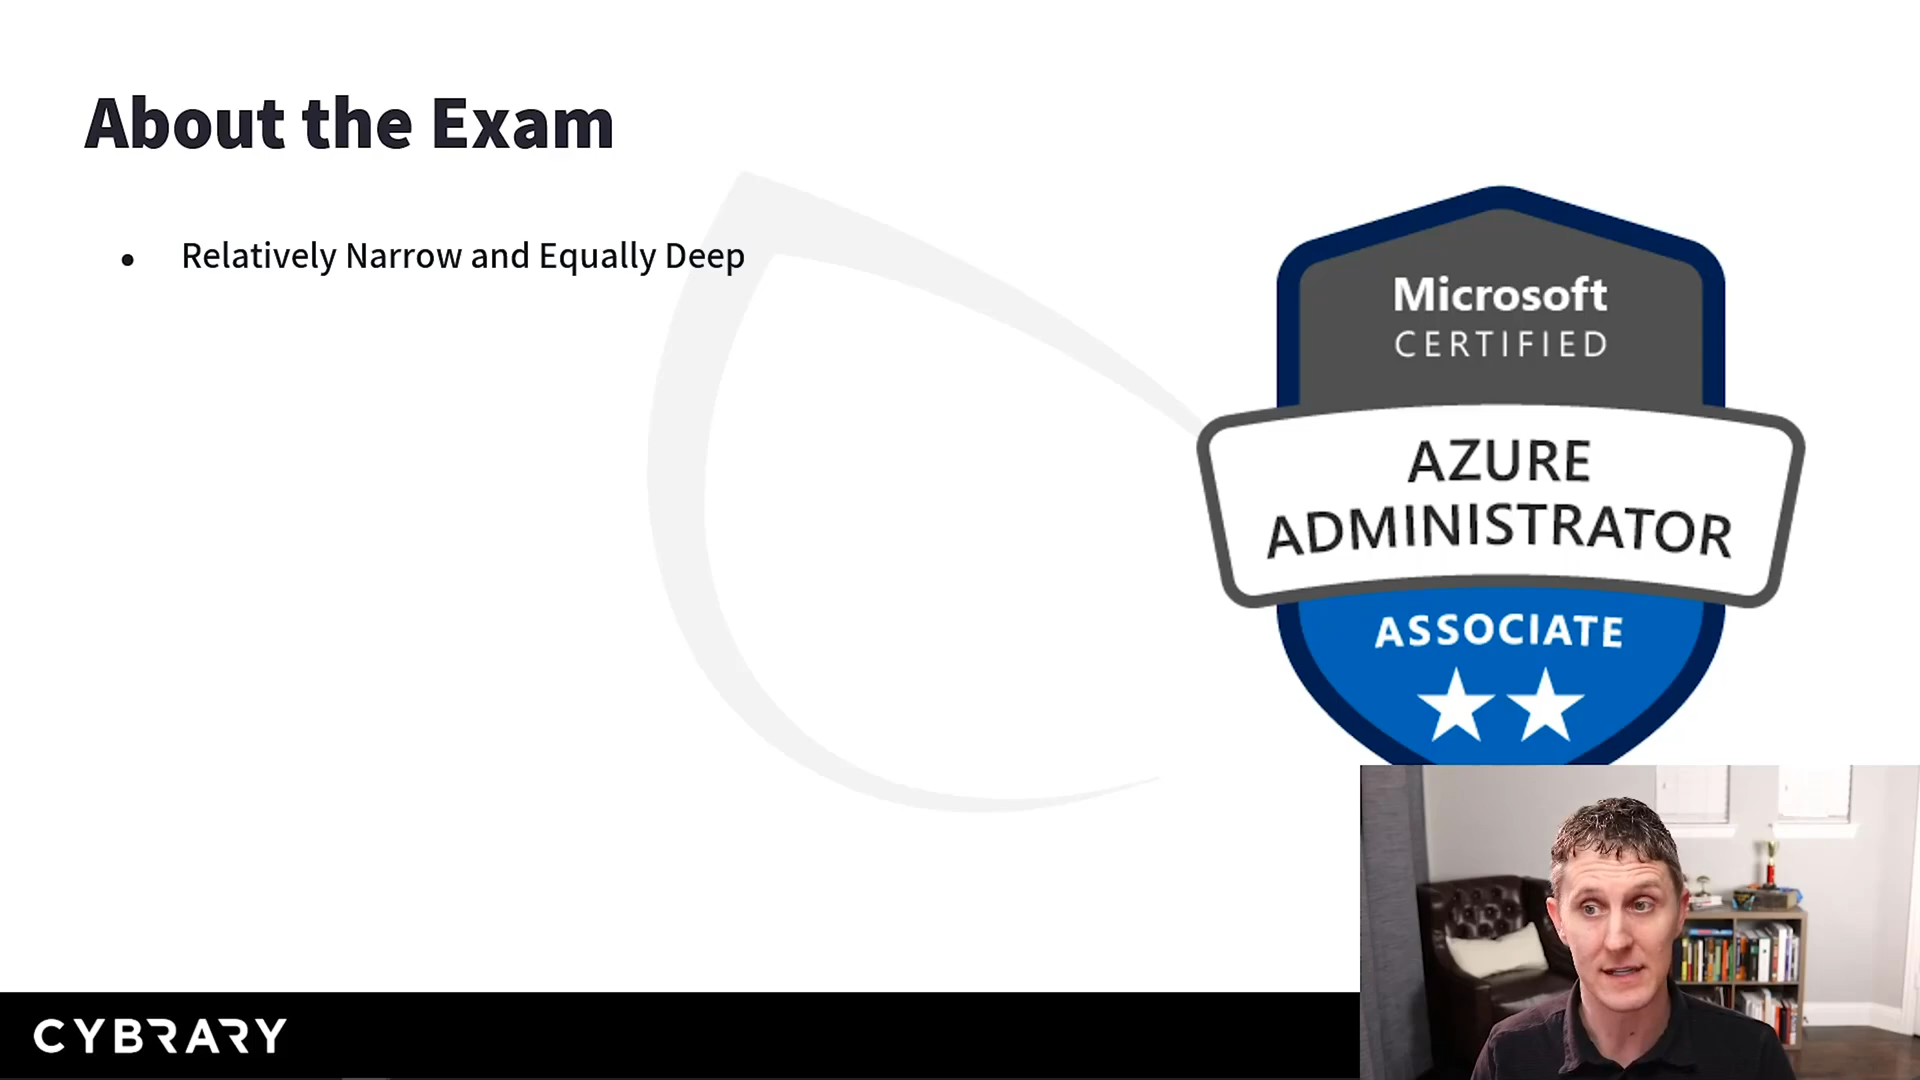 About the Exam
● Relatively Narrow and Equally Deep
Microsoft
CERTIFIED
AZURE
ADMINISTRATOR
ASSOCIATE
CYBRARY